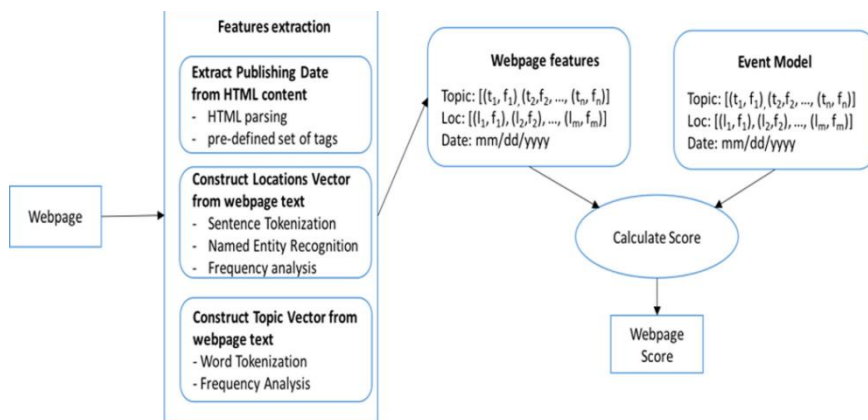 Webpage
Features extraction
Extract Publishing Date
from HTML content
- HTML parsing
- pre-defined set of tags
Construct Locations Vector
from webpage text
- Sentence Tokenization
- Named Entity Recognition
- Frequency analysis
Construct Topic Vector from
webpage text
- Word Tokenization
- Frequency Analysis
Webpage features
Topic: [(t₁, f₁),(t₂,f₂, ..., (tₙ, fₙ)]
Loc: [(l₁, f₁), (l₂,f₂), ..., (lₘ, fₘ)]
Date: mm/dd/yyyy
Event Model
Topic: [(t₁, f₁),(t₂,f₂, ..., (tₙ, fₙ)]
Loc: [(l₁, f₁), (l₂,f₂), ..., (lₘ, fₘ)]
Date: mm/dd/yyyy
Calculate Score
Webpage
Score